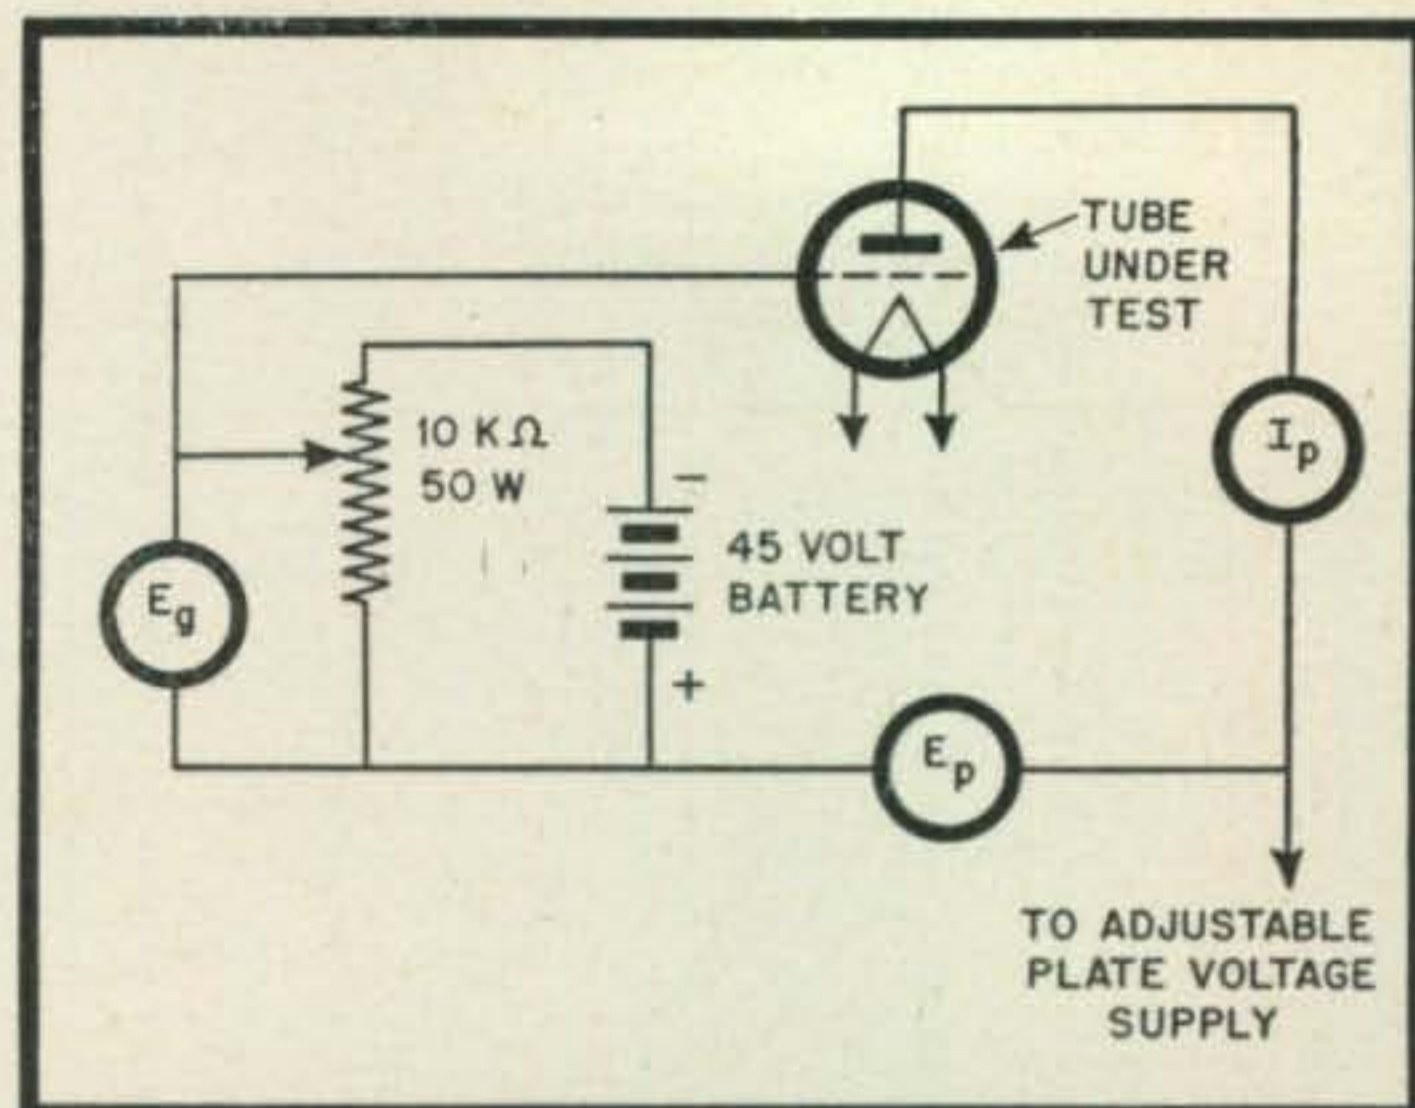 TUBE
UNDER
TEST
10 KΩ
50 W
Ip
−
45 VOLT
BATTERY
Eg
+
Ep
TO ADJUSTABLE
PLATE VOLTAGE
SUPPLY